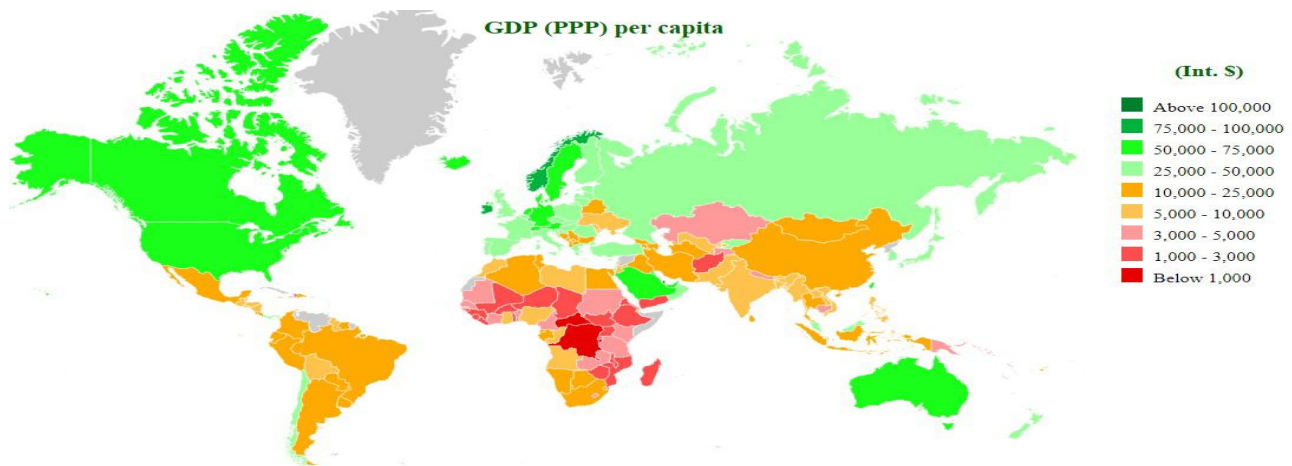 GDP (PPP) per capita
(Int. $)
Above 100,000
75,000 - 100,000
50,000 - 75,000
25,000 - 50,000
10,000 - 25,000
5,000 - 10,000
3,000 - 5,000
1,000 - 3,000
Below 1,000